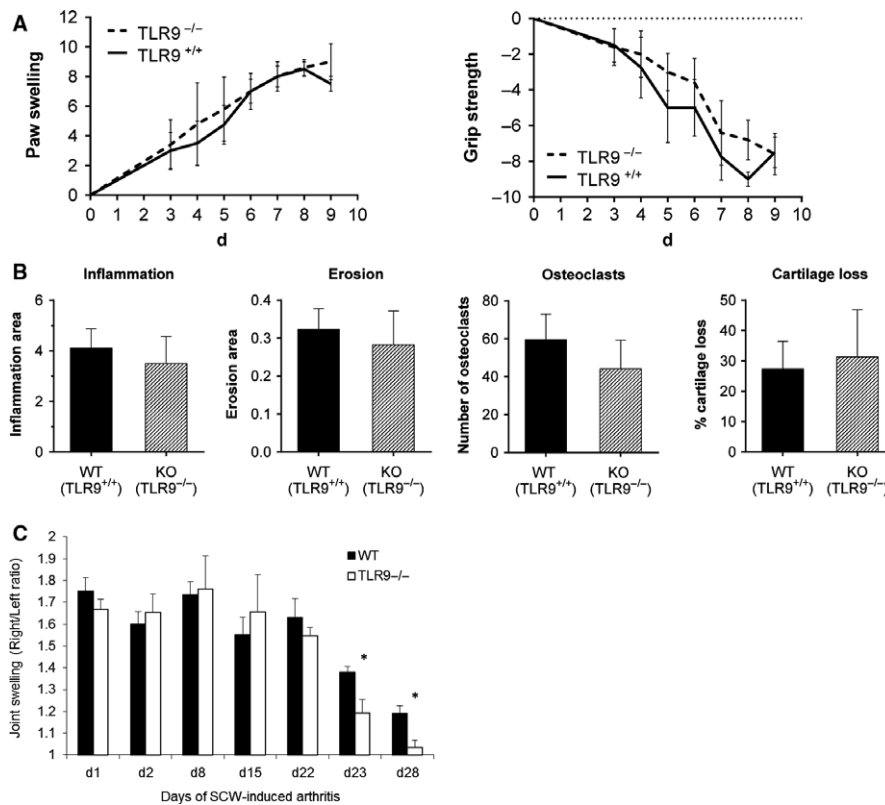 A
TLR9 −/−
TLR9 +/+
Paw swelling
12
10
8
6
4
2
0
0 1 2 3 4 5 6 7 8 9 10
d
Grip strength
−0
−2
−4
−6
−8
−10
TLR9 −/−
TLR9 +/+
0 1 2 3 4 5 6 7 8 9 10
d
B
Inflammation
Inflammation area
6
4
2
0
WT
(TLR9+/+)
KO
(TLR9−/−)
Erosion
Erosion area
0.4
0.3
0.2
0.1
0.0
WT
(TLR9+/+)
KO
(TLR9−/−)
Osteoclasts
Number of osteoclasts
80
60
40
20
0
WT
(TLR9+/+)
KO
(TLR9−/−)
Cartilage loss
% cartilage loss
50
40
30
20
10
0
WT
(TLR9+/+)
KO
(TLR9−/−)
C
Joint swelling (Right/Left ratio)
2
1.9
1.8
1.7
1.6
1.5
1.4
1.3
1.2
1.1
1
WT
TLR9−/−
*
*
d1 d2 d8 d15 d22 d23 d28
Days of SCW-induced arthritis